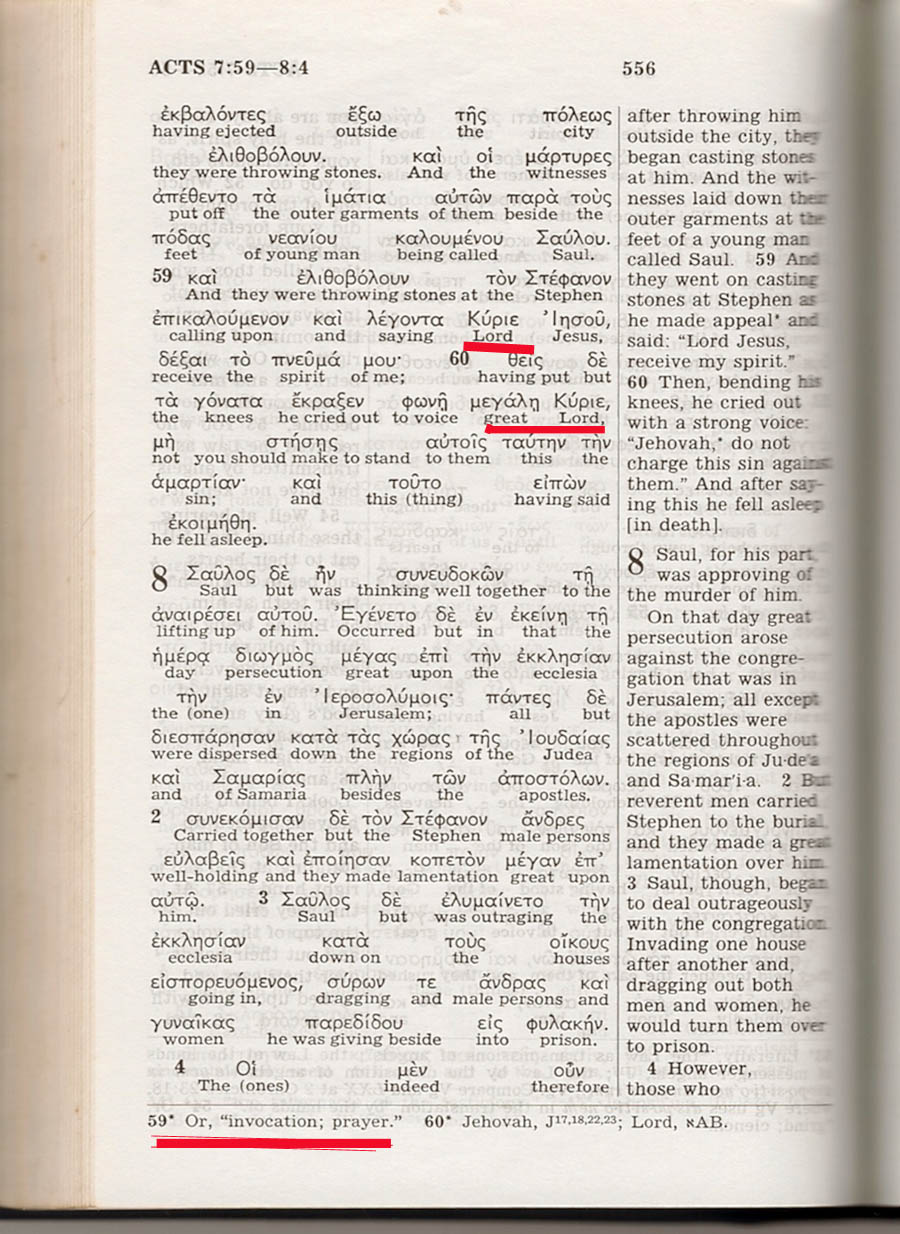 ACTS 7:59—8:4
556
ἐκβαλόντες ἔξω τῆς πόλεως
having ejected outside the city
ἐλιθοβόλουν. καὶ οἱ μάρτυρες
they were throwing stones. And the witnesses
ἀπέθεντο τὰ ἱμάτια αὐτῶν παρὰ τοὺς
put off the outer garments of them beside the
πόδας νεανίου καλουμένου Σαύλου.
feet of young man being called Saul.
59 καὶ ἐλιθοβόλουν τὸν Στέφανον
And they were throwing stones at the Stephen
ἐπικαλούμενον καὶ λέγοντα Κύριε Ἰησοῦ,
calling upon and saying Lord Jesus,
δέξαι τὸ πνεῦμά μου· 60 θεὶς δὲ
receive the spirit of me; having put but
τὰ γόνατα ἔκραξεν φωνῇ μεγάλῃ Κύριε,
the knees he cried out to voice great Lord,
μὴ στήσῃς αὐτοῖς ταύτην τὴν
not you should make to stand to them this the
ἁμαρτίαν· καὶ τοῦτο εἰπὼν
sin; and this (thing) having said
ἐκοιμήθη.
he fell asleep.
8 Σαῦλος δὲ ἦν συνευδοκῶν τῇ
Saul but was thinking well together to the
ἀναιρέσει αὐτοῦ. Ἐγένετο δὲ ἐν ἐκείνῃ τῇ
lifting up of him. Occurred but in that the
ἡμέρᾳ διωγμὸς μέγας ἐπὶ τὴν ἐκκλησίαν
day persecution great upon the ecclesia
τὴν ἐν Ἰεροσολύμοις· πάντες δὲ
the (one) in Jerusalem; all but
διεσπάρησαν κατὰ τὰς χώρας τῆς Ἰουδαίας
were dispersed down the regions of the Judea
καὶ Σαμαρίας πλὴν τῶν ἀποστόλων.
and of Samaria besides the apostles.
2 συνεκόμισαν δὲ τὸν Στέφανον ἄνδρες
Carried together but the Stephen male persons
εὐλαβεῖς καὶ ἐποίησαν κοπετὸν μέγαν ἐπ’
well-holding and they made lamentation great upon
αὐτῷ. 3 Σαῦλος δὲ ἐλυμαίνετο τὴν
him. Saul but was outraging the
ἐκκλησίαν κατὰ τοὺς οἴκους
ecclesia down on the houses
εἰσπορευόμενος, σύρων τε ἄνδρας καὶ
going in, dragging and male persons and
γυναῖκας παρεδίδου εἰς φυλακήν.
women he was giving beside into prison.
4 Οἱ μὲν οὖν
The (ones) indeed therefore
after throwing him
outside the city, they
began casting stones
at him. And the wit-
nesses laid down their
outer garments at the
feet of a young man
called Saul. 59 And
they went on casting
stones at Stephen as
he made appeal* and
said: “Lord Jesus,
receive my spirit.”
60 Then, bending his
knees, he cried out
with a strong voice:
“Jehovah,* do not
charge this sin against
them.” And after say-
ing this he fell asleep
[in death].
8 Saul, for his part,
was approving of
the murder of him.
On that day great
persecution arose
against the congre-
gation that was in
Jerusalem; all except
the apostles were
scattered throughout
the regions of Ju·de′a
and Sa·mar′i·a. 2 But
reverent men carried
Stephen to the burial,
and they made a great
lamentation over him.
3 Saul, though, began
to deal outrageously
with the congregation.
Invading one house
after another and,
dragging out both
men and women, he
would turn them over
to prison.
4 However,
those who
59* Or, “invocation; prayer.” 60* Jehovah, J17,18,22,23; Lord, אAB.